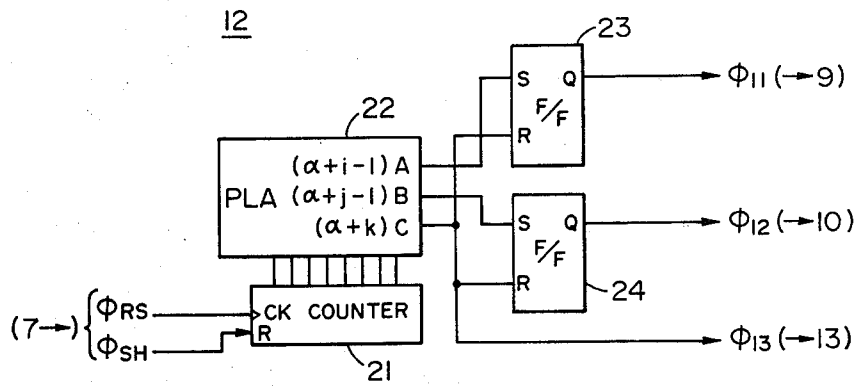 12
23
S Q
F/F
R
Φ11 (→9)
22
PLA
(α+i-1) A
(α+j-1) B
(α+k) C
S Q
F/F
R
24
Φ12 (→10)
(7→)
ΦRS
ΦSH
CK COUNTER
R
21
Φ13 (→13)